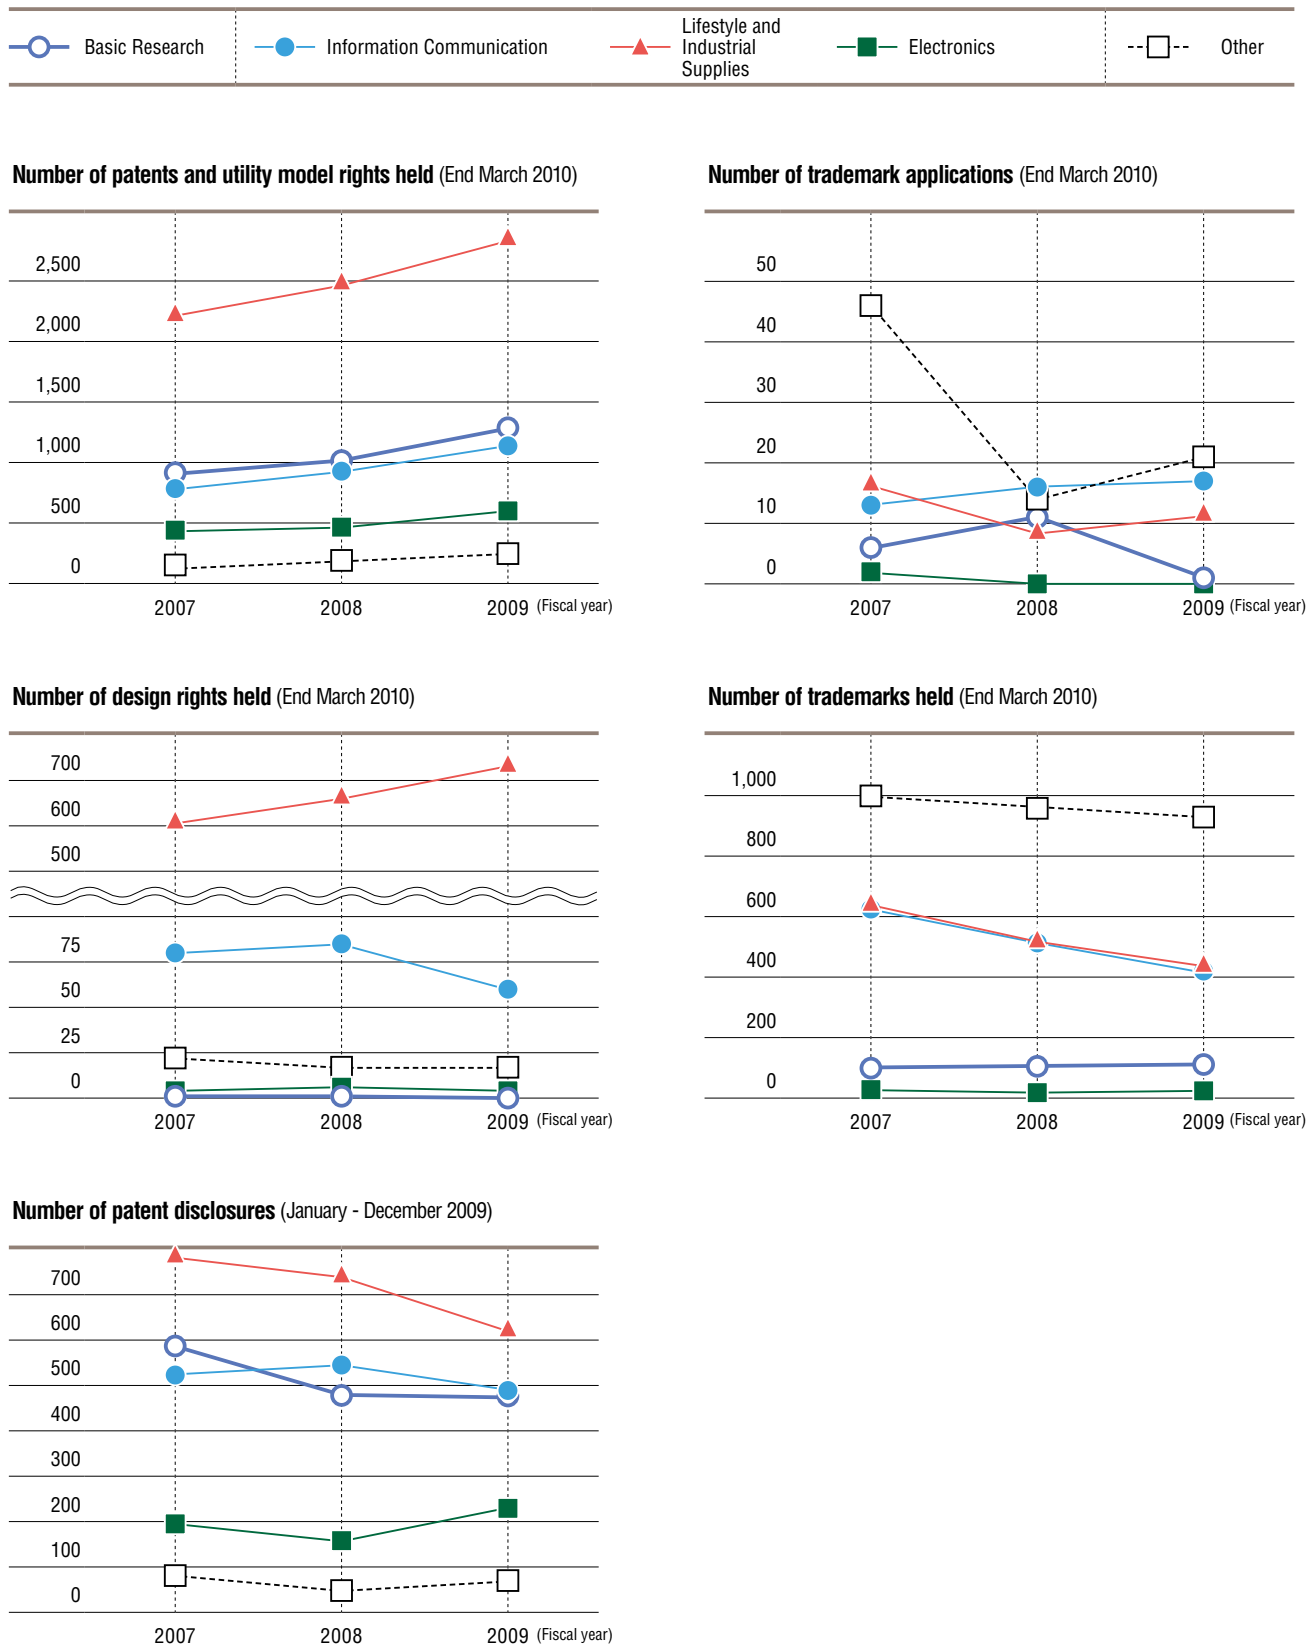 Basic Research
Information Communication
Lifestyle and
Industrial
Supplies
Electronics
Other
Number of patents and utility model rights held (End March 2010)
2,500
2,000
1,500
1,000
500
0
2007 2008 2009 (Fiscal year)
Number of trademark applications (End March 2010)
50
40
30
20
10
0
2007 2008 2009 (Fiscal year)
Number of design rights held (End March 2010)
700
600
500
75
50
25
0
2007 2008 2009 (Fiscal year)
Number of trademarks held (End March 2010)
1,000
800
600
400
200
0
2007 2008 2009 (Fiscal year)
Number of patent disclosures (January - December 2009)
700
600
500
400
300
200
100
0
2007 2008 2009 (Fiscal year)